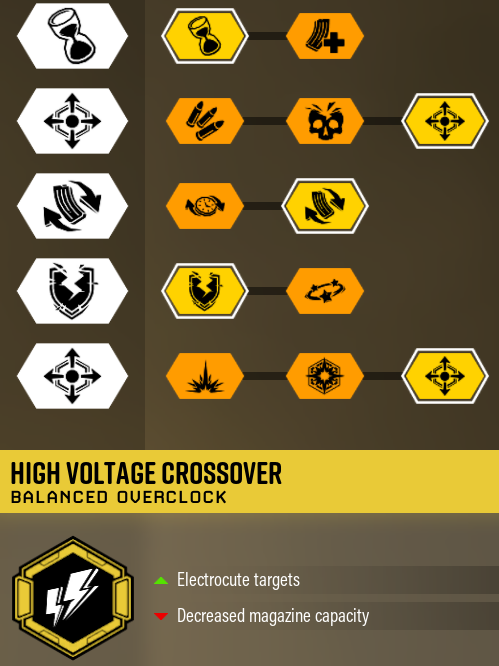 HIGH VOLTAGE CROSSOVER
BALANCED OVERCLOCK
Electrocute targets
Decreased magazine capacity